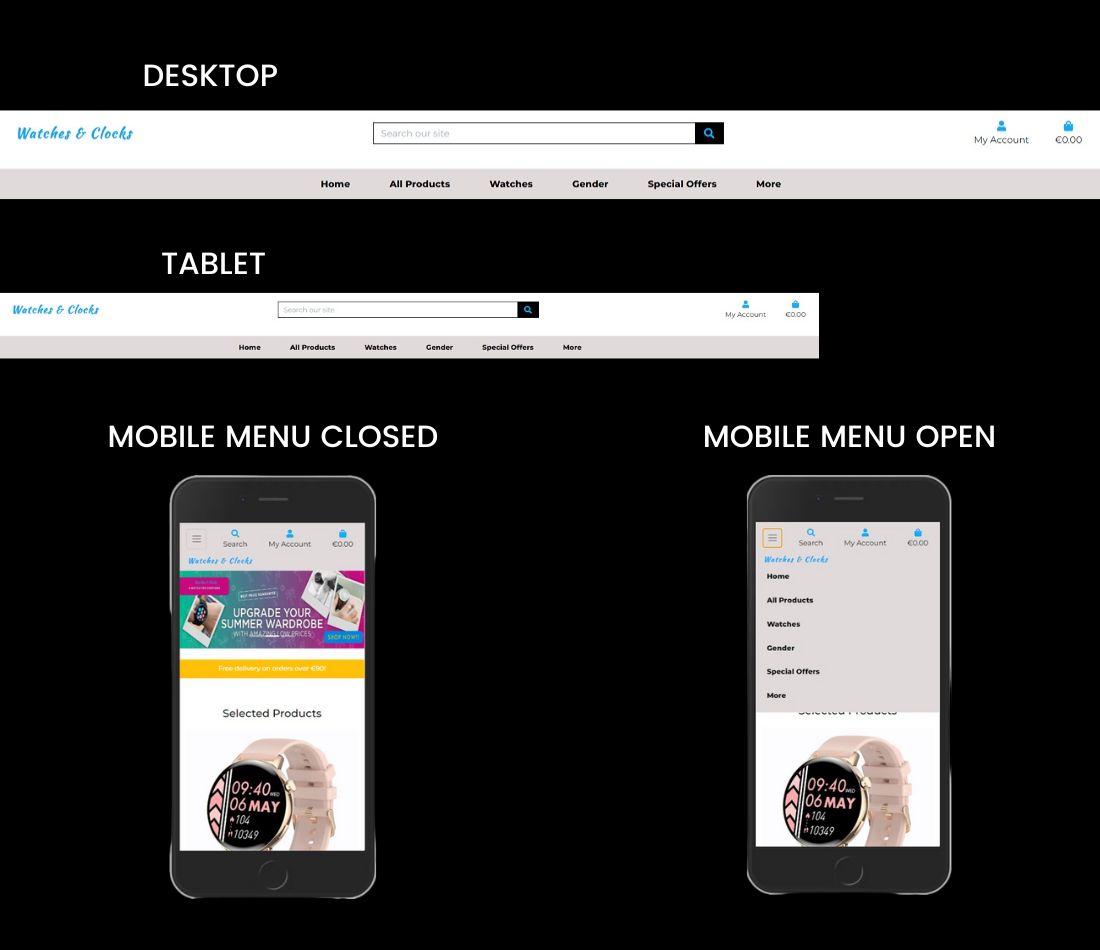 DESKTOP
Watches & Clocks
Search our site
My Account
€0.00
Home All Products Watches Gender Special Offers More
TABLET
Watches & Clocks
Search our site
My Account
€0.00
Home All Products Watches Gender Special Offers More
MOBILE MENU CLOSED
Search My Account €0.00
Watches & Clocks
BEST PRICE GUARANTEE
UPGRADE YOUR
SUMMER WARDROBE
WITH AMAZING LOW PRICES
SHOP NOW!!
Free delivery on orders over €90!
Selected Products
09:40 WED
06 MAY
104
10349
MOBILE MENU OPEN
Search My Account €0.00
Watches & Clocks
Home
All Products
Watches
Gender
Special Offers
More
Selected Products
09:40 WED
06 MAY
104
10349